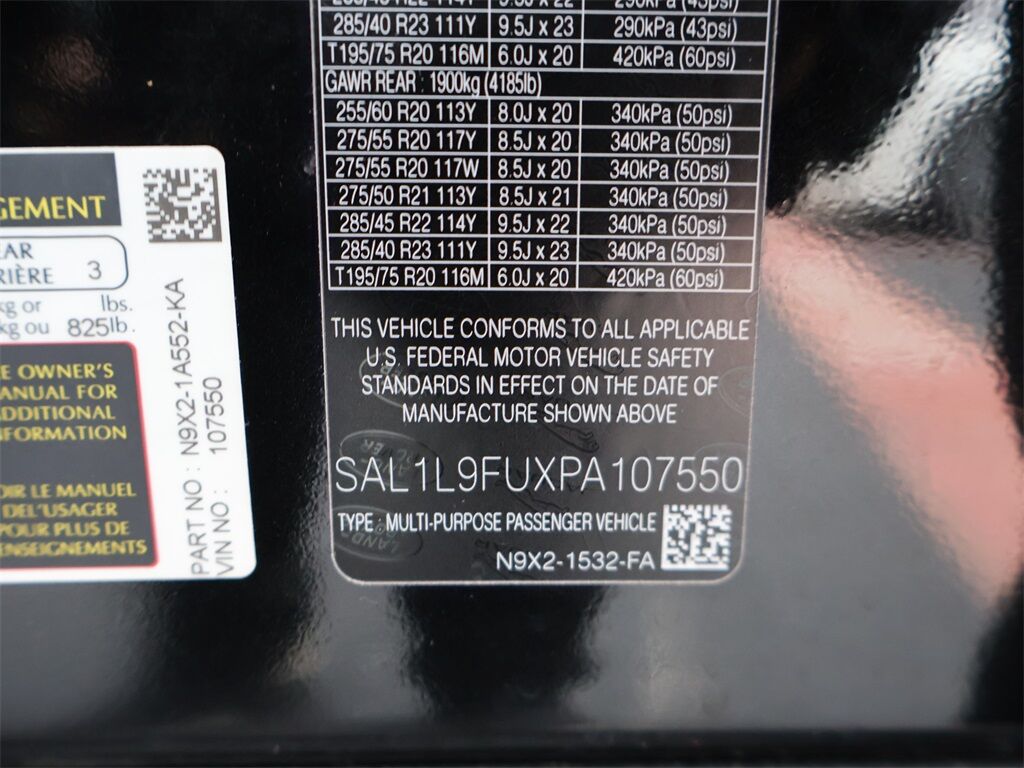 285/40 R23 111Y 9.5J x 23 290kPa (43psi)
T195/75 R20 116M 6.0J x 20 420kPa (60psi)
GAWR REAR : 1900kg (4185lb)
255/60 R20 113Y 8.0J x 20 340kPa (50psi)
275/55 R20 117Y 8.5J x 20 340kPa (50psi)
275/55 R20 117W 8.5J x 20 340kPa (50psi)
275/50 R21 113Y 8.5J x 21 340kPa (50psi)
285/45 R22 114Y 9.5J x 22 340kPa (50psi)
285/40 R23 111Y 9.5J x 23 340kPa (50psi)
T195/75 R20 116M 6.0J x 20 420kPa (60psi)
THIS VEHICLE CONFORMS TO ALL APPLICABLE
U.S. FEDERAL MOTOR VEHICLE SAFETY
STANDARDS IN EFFECT ON THE DATE OF
MANUFACTURE SHOWN ABOVE
SAL1L9FUXPA107550
TYPE : MULTI-PURPOSE PASSENGER VEHICLE
N9X2-1532-FA
GEMENT
EAR
RIÈRE 3
kg or lbs.
kg ou 825lb.
E OWNER'S
ANUAL FOR
ADDITIONAL
NFORMATION
OIR LE MANUEL
DE L'USAGER
POUR PLUS DE
ENSEIGNEMENTS
PART NO : N9X2-1A552-KA
VIN NO : 107550